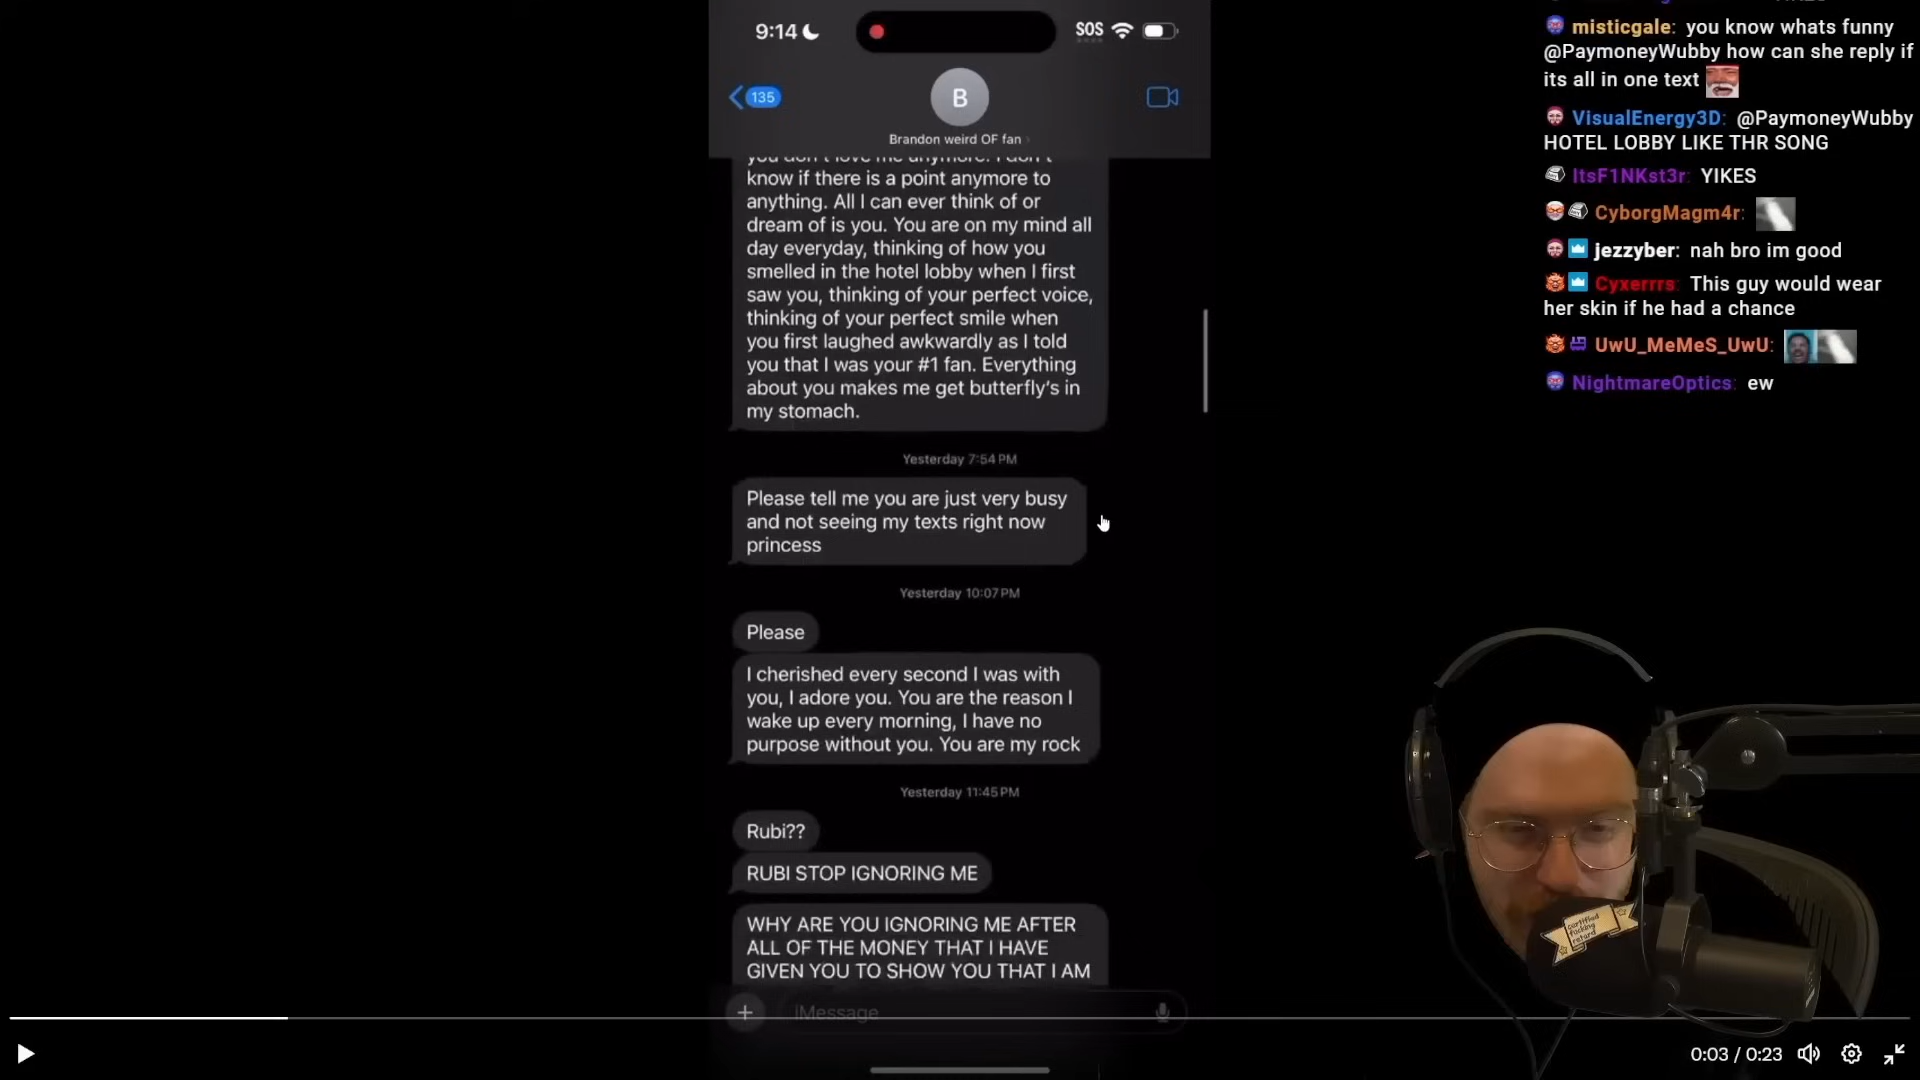 9:14
SOS
135
B
Brandon weird OF fan
you don't love me anymore. I don't
know if there is a point anymore to
anything. All I can ever think of or
dream of is you. You are on my mind all
day everyday, thinking of how you
smelled in the hotel lobby when I first
saw you, thinking of your perfect voice,
thinking of your perfect smile when
you first laughed awkwardly as I told
you that I was your #1 fan. Everything
about you makes me get butterfly's in
my stomach.
Yesterday 7:54 PM
Please tell me you are just very busy
and not seeing my texts right now
princess
Yesterday 10:07 PM
Please
I cherished every second I was with
you, I adore you. You are the reason I
wake up every morning, I have no
purpose without you. You are my rock
Yesterday 11:45 PM
Rubi??
RUBI STOP IGNORING ME
WHY ARE YOU IGNORING ME AFTER
ALL OF THE MONEY THAT I HAVE
GIVEN YOU TO SHOW YOU THAT I AM
iMessage
misticgale: you know whats funny
@PaymoneyWubby how can she reply if
its all in one text
VisualEnergy3D: @PaymoneyWubby
HOTEL LOBBY LIKE THR SONG
ItsF1NKst3r: YIKES
CyborgMagm4r:
jezzyber: nah bro im good
Cyxerrrs: This guy would wear
her skin if he had a chance
UwU_MeMeS_UwU:
NightmareOptics: ew
certified
fucking
retard
0:03 / 0:23